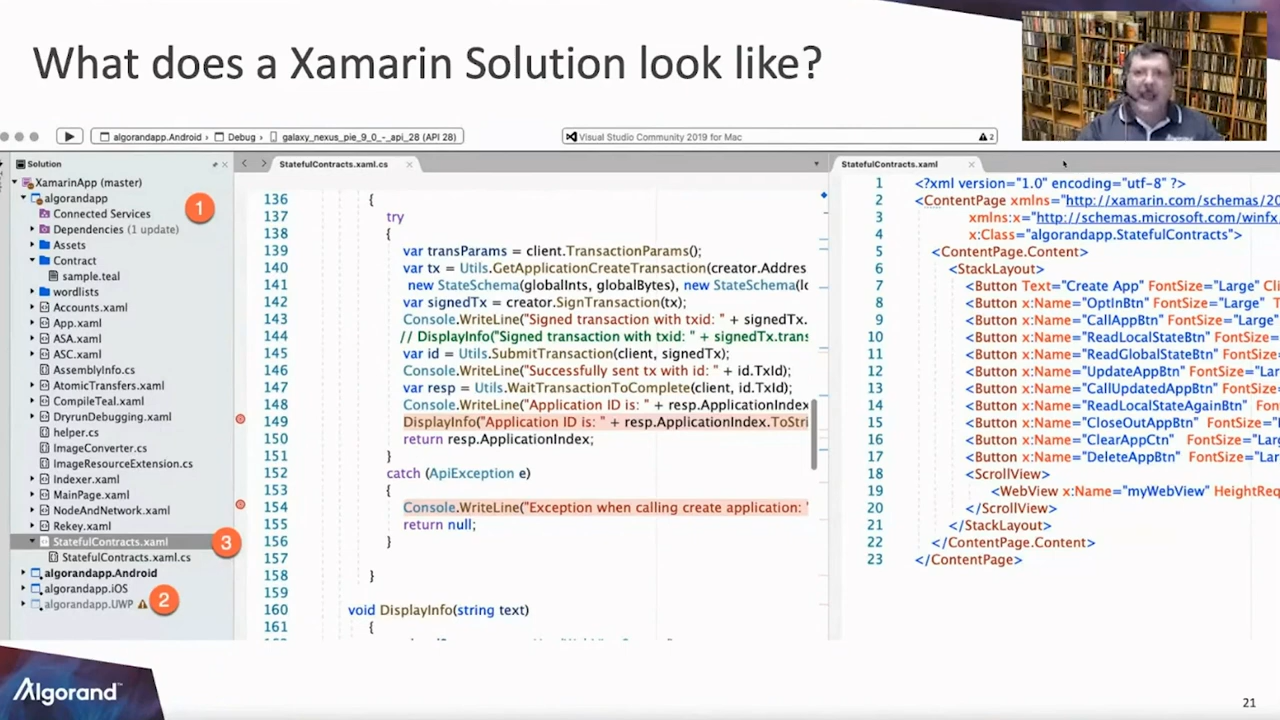 What does a Xamarin Solution look like?
algorandapp.Android › Debug › galaxy_nexus_pie_9_0_-_api_28 (API 28)
Visual Studio Community 2019 for Mac
2
Solution
XamarinApp (master)
algorandapp
Connected Services
1
Dependencies (1 update)
Assets
Contract
sample.teal
wordlists
Accounts.xaml
App.xaml
ASA.xaml
ASC.xaml
AssemblyInfo.cs
AtomicTransfers.xaml
CompileTeal.xaml
DryrunDebugging.xaml
helper.cs
ImageConverter.cs
ImageResourceExtension.cs
Indexer.xaml
MainPage.xaml
NodeAndNetwork.xaml
Rekey.xaml
StatefulContracts.xaml
3
StatefulContracts.xaml.cs
algorandapp.Android
algorandapp.iOS
algorandapp.UWP
2
StatefulContracts.xaml.cs
136 {
137 try
138 {
139 var transParams = client.TransactionParams();
140 var tx = Utils.GetApplicationCreateTransaction(creator.Addres
141 new StateSchema(globalInts, globalBytes), new StateSchema(lo
142 var signedTx = creator.SignTransaction(tx);
143 Console.WriteLine("Signed transaction with txid: " + signedTx.
144 // DisplayInfo("Signed transaction with txid: " + signedTx.trans
145 var id = Utils.SubmitTransaction(client, signedTx);
146 Console.WriteLine("Successfully sent tx with id: " + id.TxId);
147 var resp = Utils.WaitTransactionToComplete(client, id.TxId);
148 Console.WriteLine("Application ID is: " + resp.ApplicationIndex
149 DisplayInfo("Application ID is: " + resp.ApplicationIndex.ToStri
150 return resp.ApplicationIndex;
151 }
152 catch (ApiException e)
153 {
154 Console.WriteLine("Exception when calling create application: "
155 return null;
156 }
157
158 }
159
160 void DisplayInfo(string text)
161 {
StatefulContracts.xaml
1 <?xml version="1.0" encoding="utf-8" ?>
2 <ContentPage xmlns="http://xamarin.com/schemas/20
3 xmlns:x="http://schemas.microsoft.com/winfx
4 x:Class="algorandapp.StatefulContracts">
5 <ContentPage.Content>
6 <StackLayout>
7 <Button Text="Create App" FontSize="Large" Cli
8 <Button x:Name="OptInBtn" FontSize="Large" T
9 <Button x:Name="CallAppBtn" FontSize="Large"
10 <Button x:Name="ReadLocalStateBtn" FontSize=
11 <Button x:Name="ReadGlobalStateBtn" FontSize
12 <Button x:Name="UpdateAppBtn" FontSize="Lar
13 <Button x:Name="CallUpdatedAppBtn" FontSize
14 <Button x:Name="ReadLocalStateAgainBtn" Fon
15 <Button x:Name="CloseOutAppBtn" FontSize="L
16 <Button x:Name="ClearAppCtn" FontSize="Larg
17 <Button x:Name="DeleteAppBtn" FontSize="Lar
18 <ScrollView>
19 <WebView x:Name="myWebView" HeightReq
20 </ScrollView>
21 </StackLayout>
22 </ContentPage.Content>
23 </ContentPage>
Algorand
21